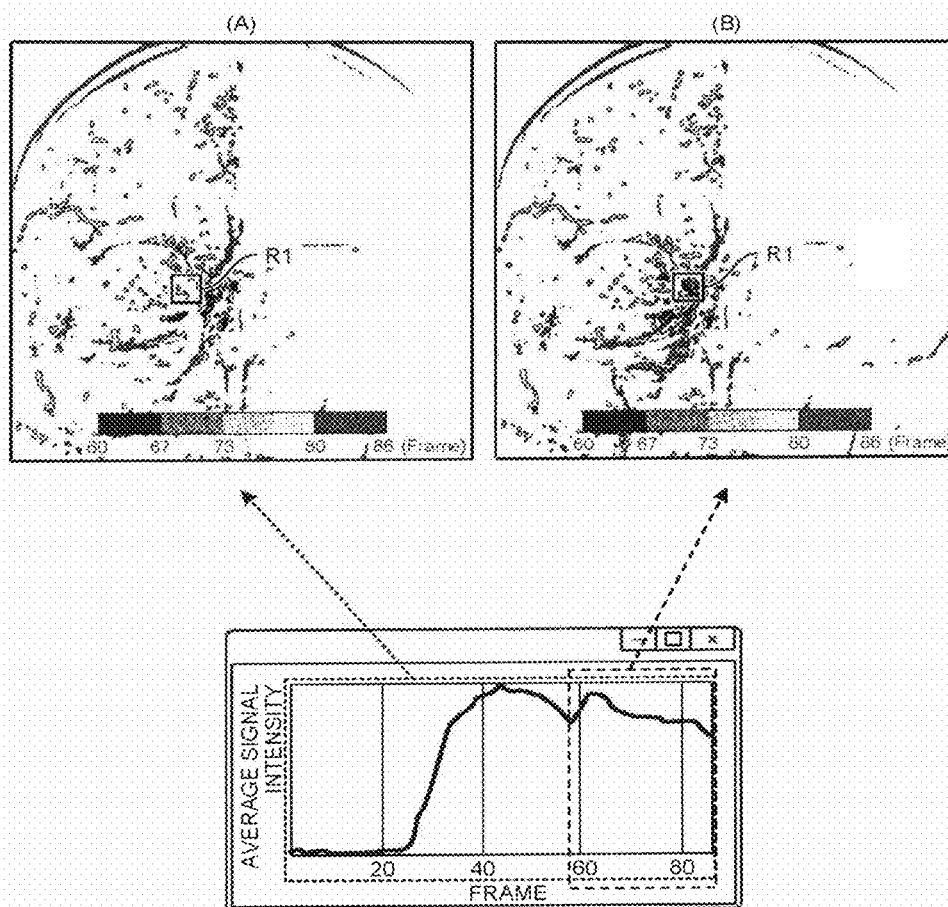 (A)
(B)
R1
R1
60 67 73 80 86 (Frame)
60 67 73 80 86 (Frame
AVERAGE SIGNAL
INTENSITY
20 40 60 80
FRAME